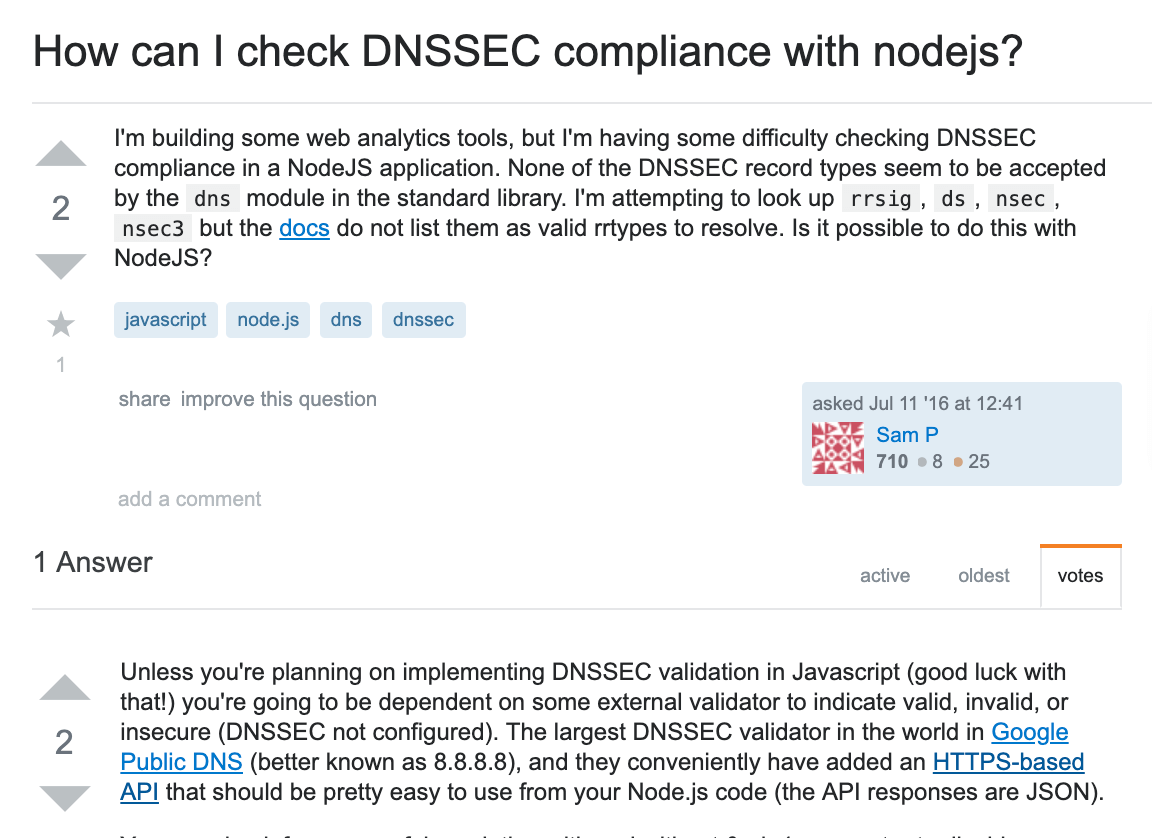 How can I check DNSSEC compliance with nodejs?
I'm building some web analytics tools, but I'm having some difficulty checking DNSSEC
compliance in a NodeJS application. None of the DNSSEC record types seem to be accepted
by the dns module in the standard library. I'm attempting to look up rrsig, ds, nsec,
nsec3 but the docs do not list them as valid rrtypes to resolve. Is it possible to do this with
NodeJS?
2
1
javascript node.js dns dnssec
share improve this question
asked Jul 11 '16 at 12:41
Sam P
710 8 25
add a comment
1 Answer
active oldest votes
Unless you're planning on implementing DNSSEC validation in Javascript (good luck with
that!) you're going to be dependent on some external validator to indicate valid, invalid, or
insecure (DNSSEC not configured). The largest DNSSEC validator in the world in Google
Public DNS (better known as 8.8.8.8), and they conveniently have added an HTTPS-based
API that should be pretty easy to use from your Node.js code (the API responses are JSON).
2